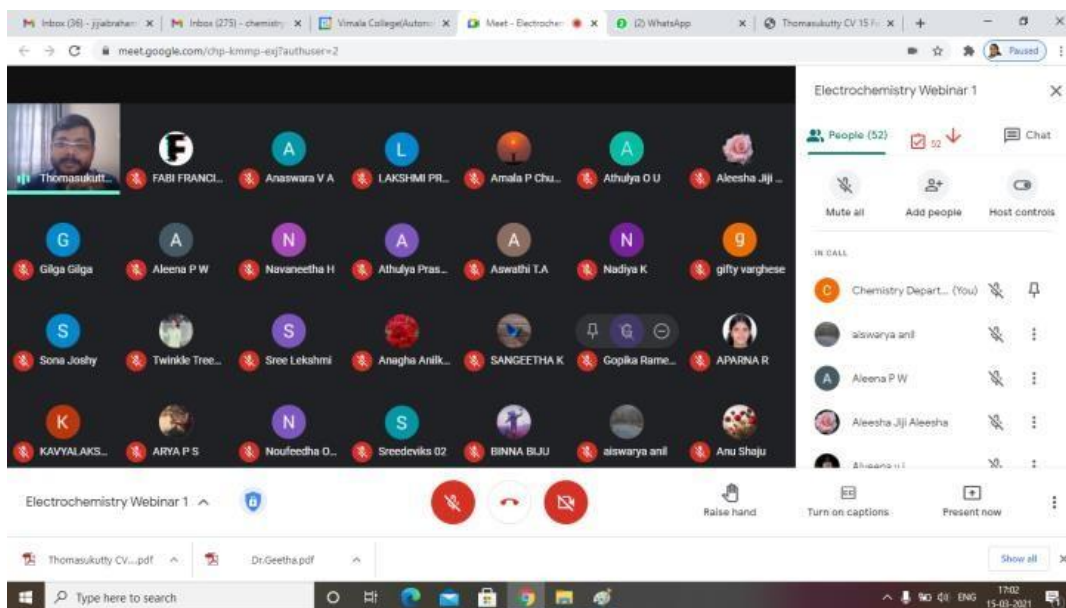 Inbox (36) - jijiabraham
Inbox (275) - chemistry
Vimala College(Autono
Meet - Electrochem
(2) WhatsApp
Thomasukutty CV 15 F
meet.google.com/chp-kmmp-exj?authuser=2
Paused
Electrochemistry Webinar 1
People (52)
52
Chat
Mute all
Add people
Host controls
IN CALL
Chemistry Depart... (You)
aiswarya anil
A
Aleena P W
Aleesha Jiji Aleesha
Thomasukutt...
F
FABI FRANCI...
A
Anaswara V A
L
LAKSHMI PR...
Amala P Chu...
A
Athulya O U
Aleesha Jiji ...
G
Gilga Gilga
A
Aleena P W
N
Navaneetha H
A
Athulya Pras...
A
Aswathi T.A
N
Nadiya K
g
gifty varghese
S
Sona Joshy
Twinkle Tree...
S
Sree Lekshmi
Anagha Anilk...
SANGEETHA K
G
Gopika Rame...
APARNA R
K
KAVYALAKS...
ARYA P S
N
Noufeedha O...
S
Sreedeviks 02
BINNA BIJU
aiswarya anil
Anu Shaju
Electrochemistry Webinar 1
Raise hand
Turn on captions
Present now
Thomasukutty CV....pdf
Dr.Geetha.pdf
Show all
Type here to search
ENG
17:02
15-03-2021